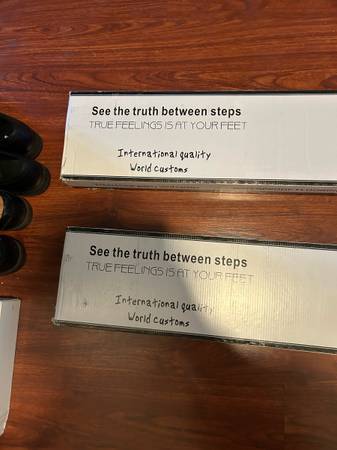 See the truth between steps
TRUE FEELINGS IS AT YOUR FEET
International quality
World customs
See the truth between steps
TRUE FEELINGS IS AT YOUR FEET
International quality
World customs